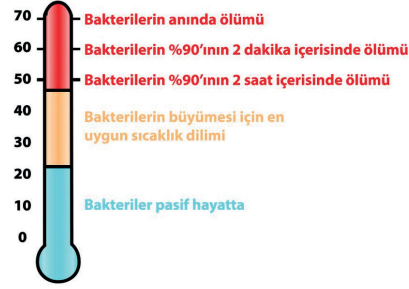 70 Bakterilerin anında ölümü
60 Bakterilerin %90'ının 2 dakika içerisinde ölümü
50 Bakterilerin %90'ının 2 saat içerisinde ölümü
40
Bakterilerin büyümesi için en
uygun sıcaklık dilimi
30
20
10 Bakteriler pasif hayatta
0